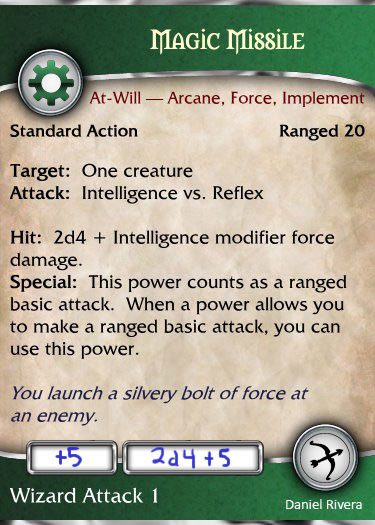 Magic Missile
At-Will — Arcane, Force, Implement
Standard Action Ranged 20
Target: One creature
Attack: Intelligence vs. Reflex
Hit: 2d4 + Intelligence modifier force
damage.
Special: This power counts as a ranged
basic attack. When a power allows you
to make a ranged basic attack, you can
use this power.
You launch a silvery bolt of force at
an enemy.
+5 2d4+5
Wizard Attack 1
Daniel Rivera